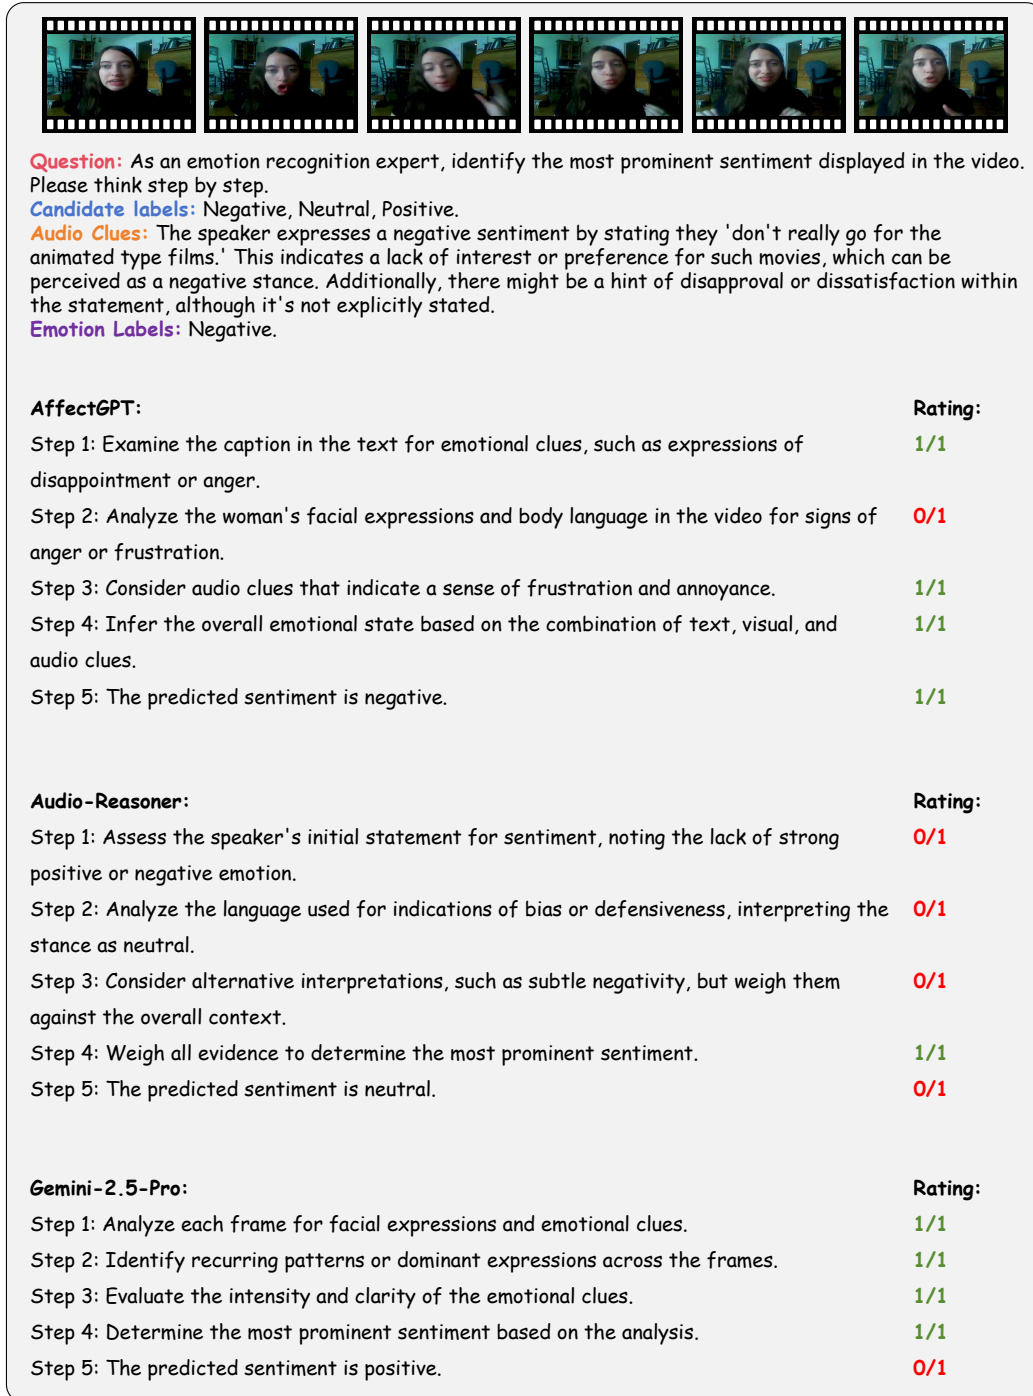 Question: As an emotion recognition expert, identify the most prominent sentiment displayed in the video.
Please think step by step.
Candidate labels: Negative, Neutral, Positive.
Audio Clues: The speaker expresses a negative sentiment by stating they 'don't really go for the
animated type films.' This indicates a lack of interest or preference for such movies, which can be
perceived as a negative stance. Additionally, there might be a hint of disapproval or dissatisfaction within
the statement, although it's not explicitly stated.
Emotion Labels: Negative.
AffectGPT: Rating:
Step 1: Examine the caption in the text for emotional clues, such as expressions of 1/1
disappointment or anger.
Step 2: Analyze the woman's facial expressions and body language in the video for signs of 0/1
anger or frustration.
Step 3: Consider audio clues that indicate a sense of frustration and annoyance. 1/1
Step 4: Infer the overall emotional state based on the combination of text, visual, and 1/1
audio clues.
Step 5: The predicted sentiment is negative. 1/1
Audio-Reasoner: Rating:
Step 1: Assess the speaker's initial statement for sentiment, noting the lack of strong 0/1
positive or negative emotion.
Step 2: Analyze the language used for indications of bias or defensiveness, interpreting the 0/1
stance as neutral.
Step 3: Consider alternative interpretations, such as subtle negativity, but weigh them 0/1
against the overall context.
Step 4: Weigh all evidence to determine the most prominent sentiment. 1/1
Step 5: The predicted sentiment is neutral. 0/1
Gemini-2.5-Pro: Rating:
Step 1: Analyze each frame for facial expressions and emotional clues. 1/1
Step 2: Identify recurring patterns or dominant expressions across the frames. 1/1
Step 3: Evaluate the intensity and clarity of the emotional clues. 1/1
Step 4: Determine the most prominent sentiment based on the analysis. 1/1
Step 5: The predicted sentiment is positive. 0/1